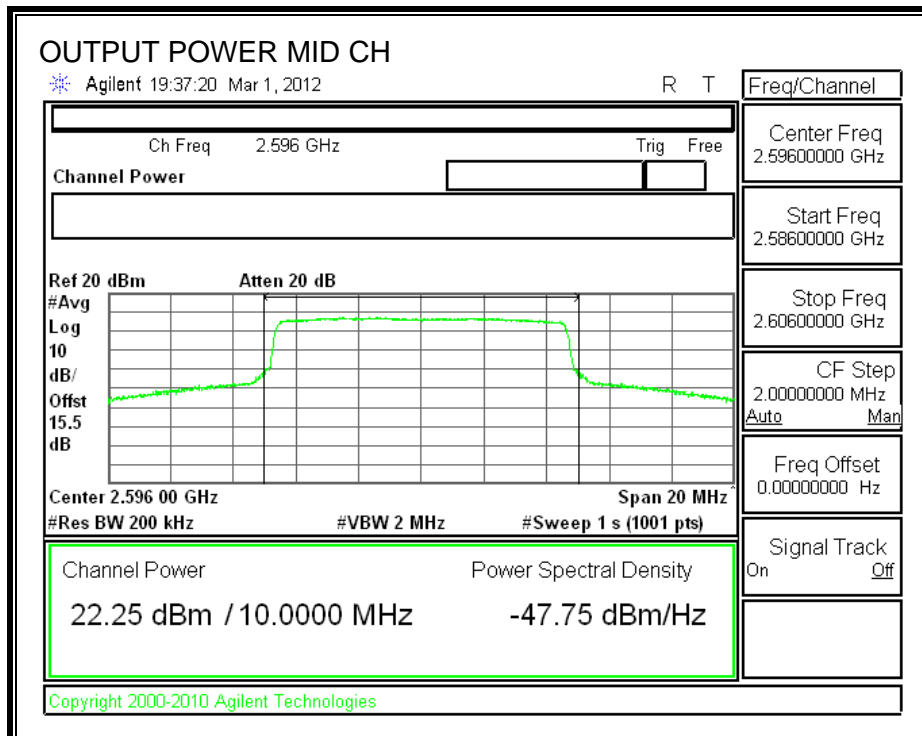 OUTPUT POWER MID CH
Agilent 19:37:20 Mar 1, 2012 R T
Freq/Channel
Ch Freq 2.596 GHz Trig Free
Channel Power
Center Freq
2.59600000 GHz
Start Freq
2.58600000 GHz
Stop Freq
2.60600000 GHz
CF Step
2.00000000 MHz
Auto Man
Freq Offset
0.00000000 Hz
Signal Track
On Off
Ref 20 dBm Atten 20 dB
#Avg
Log
10
dB/
Offst
15.5
dB
Center 2.596 00 GHz Span 20 MHz
#Res BW 200 kHz #VBW 2 MHz #Sweep 1 s (1001 pts)
Channel Power Power Spectral Density
22.25 dBm / 10.0000 MHz -47.75 dBm/Hz
Copyright 2000-2010 Agilent Technologies